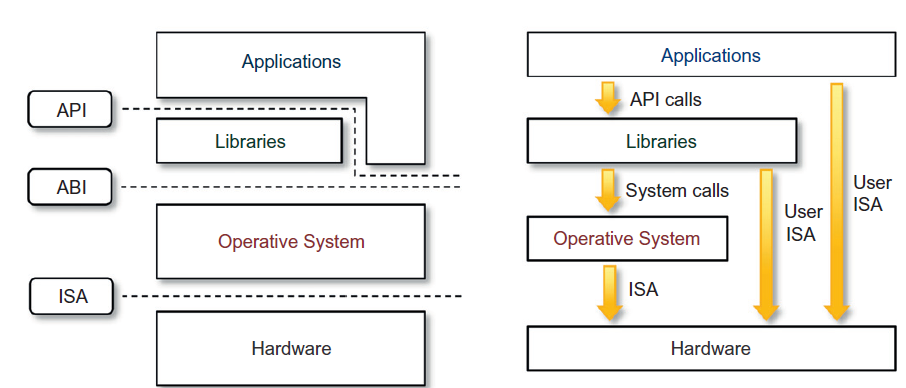 Applications
API
Libraries
ABI
Operative System
ISA
Hardware
Applications
API calls
Libraries
System calls
User
ISA
User
ISA
Operative System
ISA
Hardware